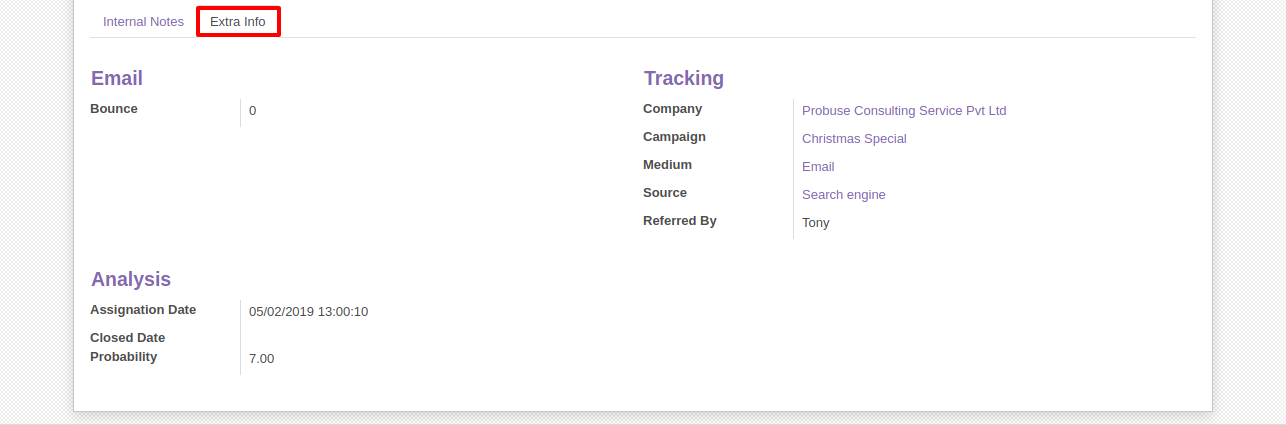 Internal Notes Extra Info
Email
Bounce 0
Tracking
Company Probuse Consulting Service Pvt Ltd
Campaign Christmas Special
Medium Email
Source Search engine
Referred By Tony
Analysis
Assignation Date 05/02/2019 13:00:10
Closed Date
Probability 7.00